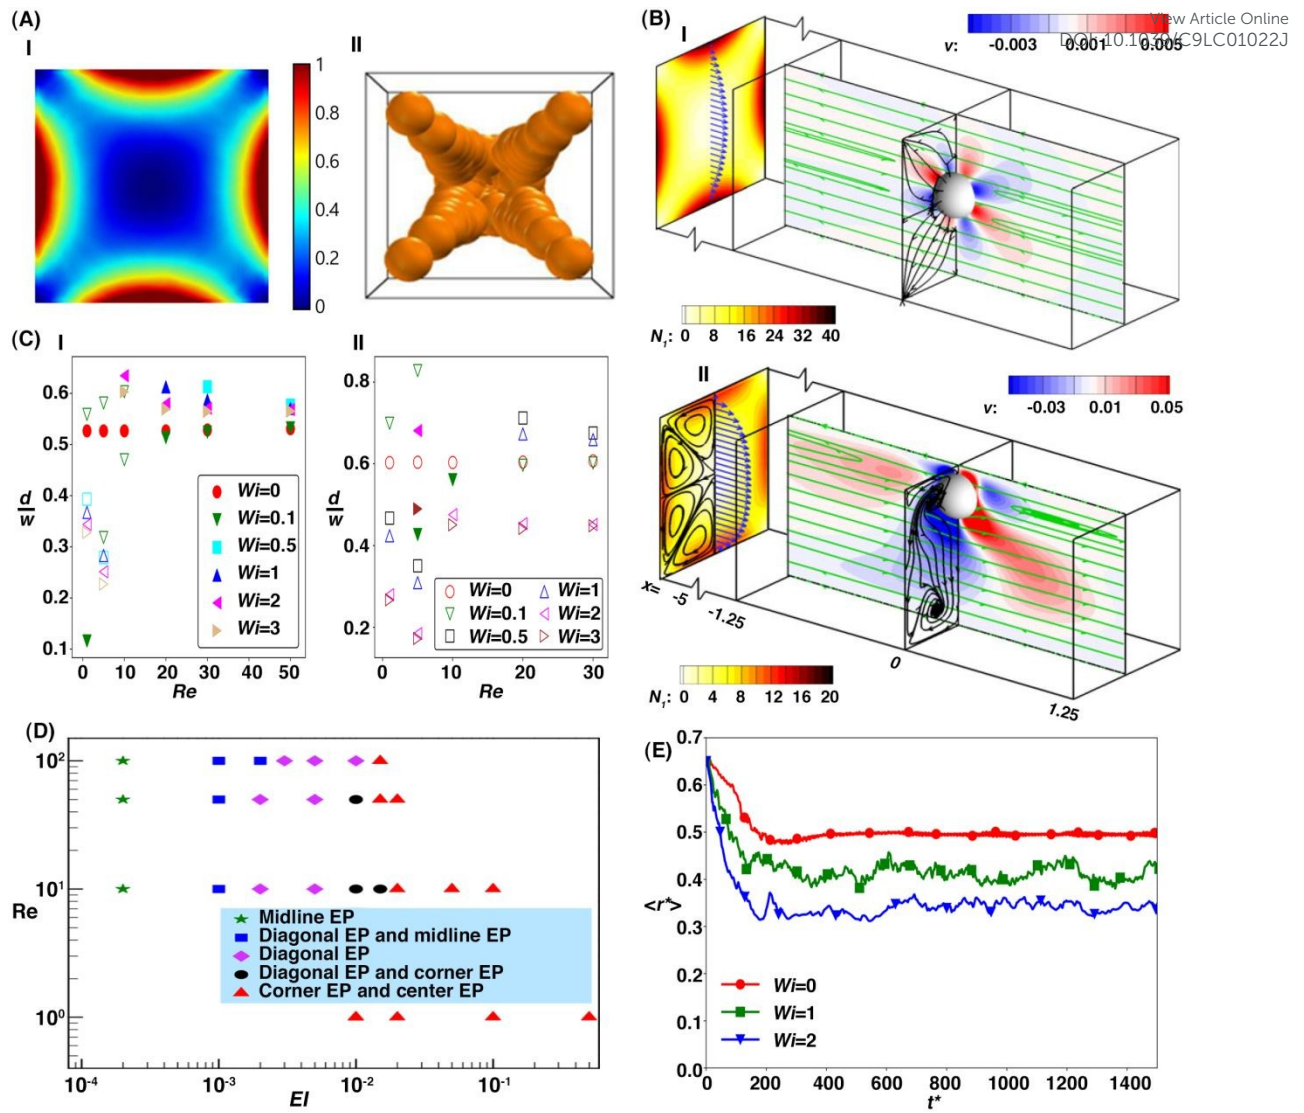 (A)
I
II
1
0.8
0.6
0.4
0.2
0
(B)
I
View Article Online
DOI: 10.1039/C9LC01022J
v: -0.003 0.001 0.005
N₁: 0 8 16 24 32 40
II
v: -0.03 0.01 0.05
x= -5 -1.25 0 1.25
N₁: 0 4 8 12 16 20
(C)
I
0.6
0.5
0.4
0.3
0.2
0.1
d/w
Wi=0
Wi=0.1
Wi=0.5
Wi=1
Wi=2
Wi=3
0 10 20 30 40 50
Re
II
0.8
0.6
0.4
0.2
d/w
Wi=0 Wi=1
Wi=0.1 Wi=2
Wi=0.5 Wi=3
0 10 20 30
Re
(D)
10²
10¹
10⁰
Re
Midline EP
Diagonal EP and midline EP
Diagonal EP
Diagonal EP and corner EP
Corner EP and center EP
10⁻⁴ 10⁻³ 10⁻² 10⁻¹
El
(E)
0.7
0.6
0.5
0.4
<r*>
0.3
0.2
0.1
0.0
Wi=0
Wi=1
Wi=2
0 200 400 600 800 1000 1200 1400
t*